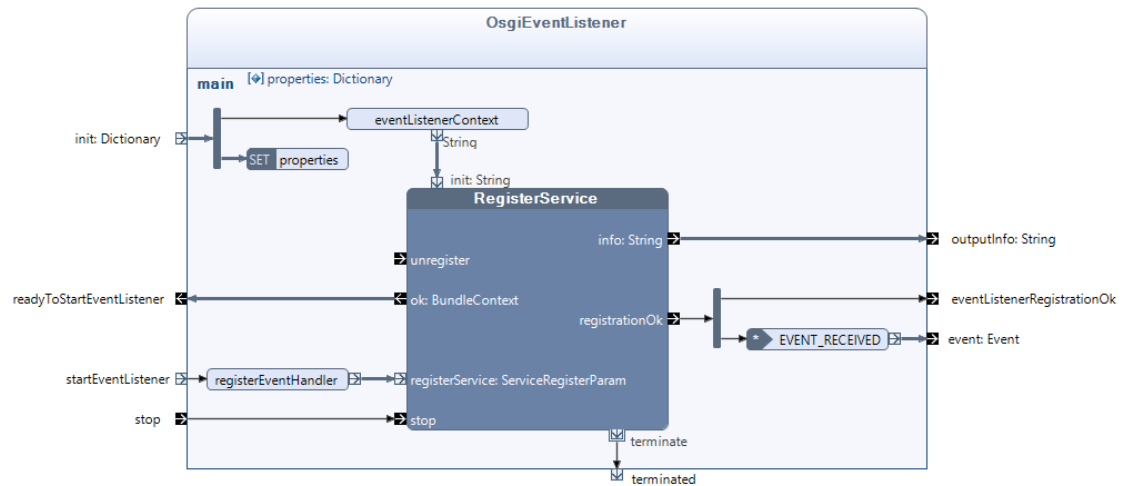 OsgiEventListener
main
properties: Dictionary
eventListenerContext
init: Dictionary
String
SET properties
init: String
RegisterService
info: String
outputInfo: String
unregister
readyToStartEventListener
ok: BundleContext
eventListenerRegistrationOk
registrationOk
* EVENT_RECEIVED
event: Event
startEventListener
registerEventHandler
registerService: ServiceRegisterParam
stop
stop
terminate
terminated